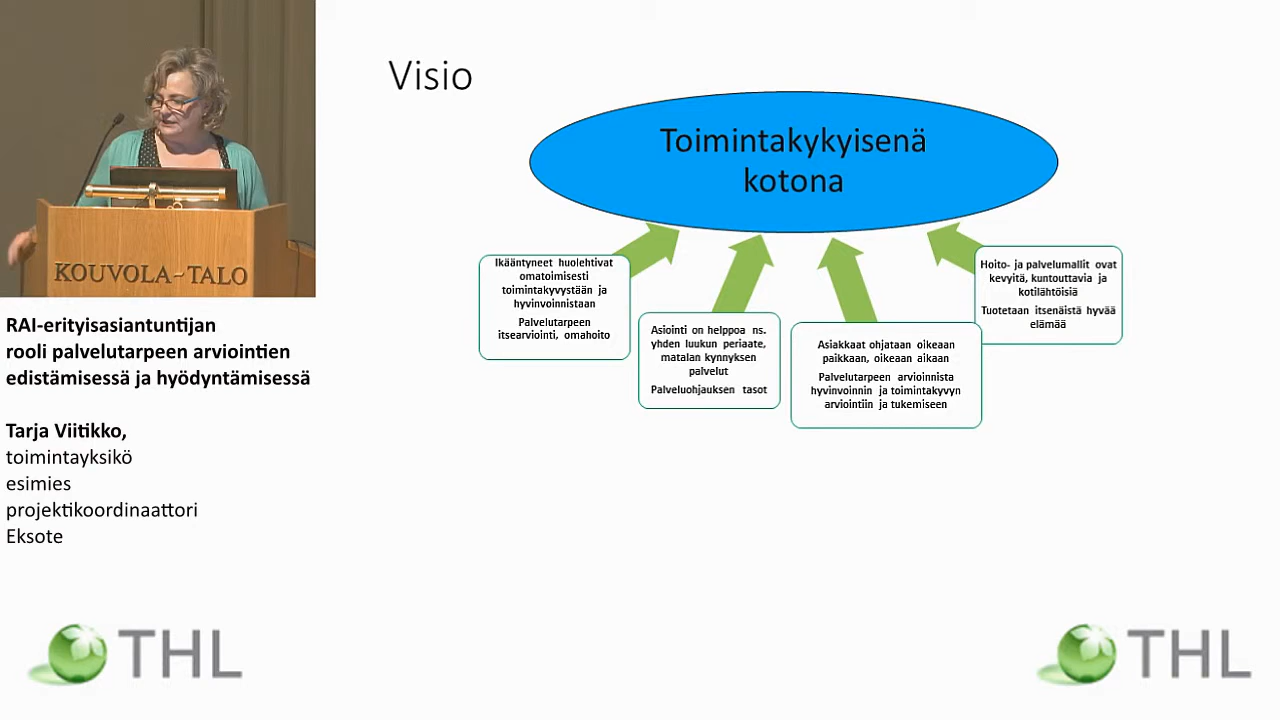 KOUVOLA-TALO
RAI-erityisasiantuntijan
rooli palvelutarpeen arviointien
edistämisessä ja hyödyntämisessä
Tarja Viitikko,
toimintayksikö
esimies
projektikoordinaattori
Eksote
Visio
Toimintakykyisenä
kotona
Ikääntyneet huolehtivat
omatoimisesti
toimintakyvystään ja
hyvinvoinnistaan
Palvelutarpeen
itsearviointi, omahoito
Asiointi on helppoa ns.
yhden luukun periaate,
matalan kynnyksen
palvelut
Palveluohjauksen tasot
Asiakkaat ohjataan oikeaan
paikkaan, oikeaan aikaan
Palvelutarpeen arvioinnista
hyvinvoinnin ja toimintakyvyn
arviointiin ja tukemiseen
Hoito- ja palvelumallit ovat
kevyitä, kuntouttavia ja
kotilähtöisiä
Tuotetaan itsenäistä hyvää
elämää
THL
THL